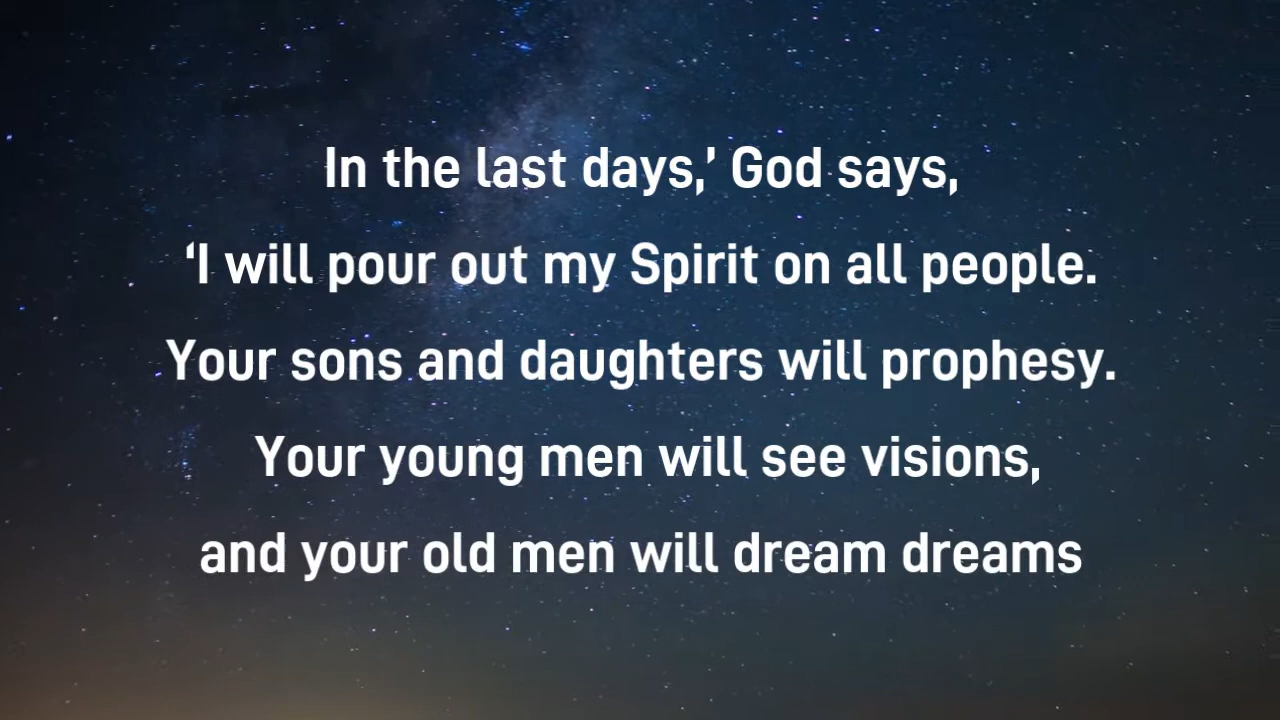 In the last days,’ God says,
‘I will pour out my Spirit on all people.
Your sons and daughters will prophesy.
Your young men will see visions,
and your old men will dream dreams